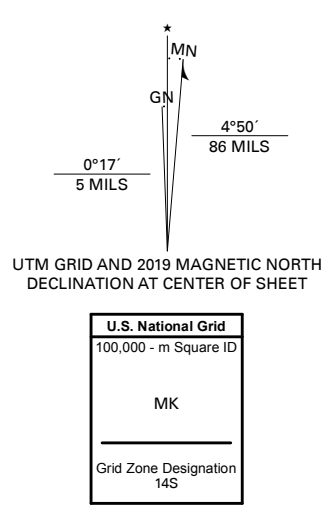 ★
MN
GN
4°50´
86 MILS
0°17´
5 MILS
UTM GRID AND 2019 MAGNETIC NORTH
DECLINATION AT CENTER OF SHEET
U.S. National Grid
100,000 - m Square ID
MK
Grid Zone Designation
14S